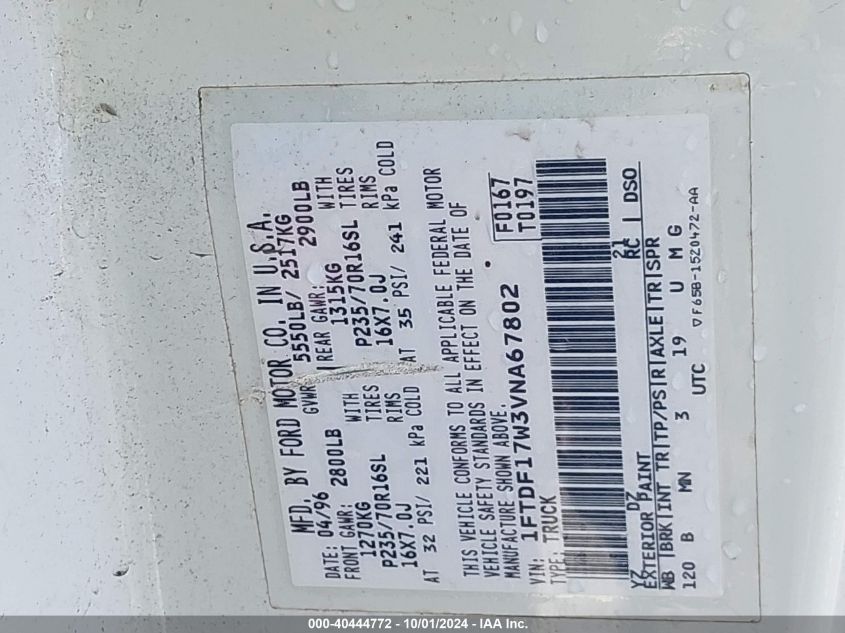 MFD. BY FORD MOTOR CO. IN U.S.A.
DATE: 04/96 GVWR: 5550LB/ 2517KG
FRONT GAWR: 2800LB REAR GAWR: 2900LB
1270KG WITH 1315KG WITH
P235/70R16SL TIRES P235/70R16SL TIRES
16X7.0J RIMS 16X7.0J RIMS
AT 32 PSI/ 221 kPa COLD AT 35 PSI/ 241 kPa COLD
THIS VEHICLE CONFORMS TO ALL APPLICABLE FEDERAL MOTOR
VEHICLE SAFETY STANDARDS IN EFFECT ON THE DATE OF
MANUFACTURE SHOWN ABOVE.
VIN: 1FTDF17W3VNA67802
TYPE: TRUCK
F0167
T0197
YZ DZ 21
EXTERIOR PAINT RC DSO
WB BRK INT TR TP/PS R AXLE TR SPR
120 B MN 3 19 U M G
UTC
▽F65B-15Z0472-AA
000-40444772 - 10/01/2024 - IAA Inc.